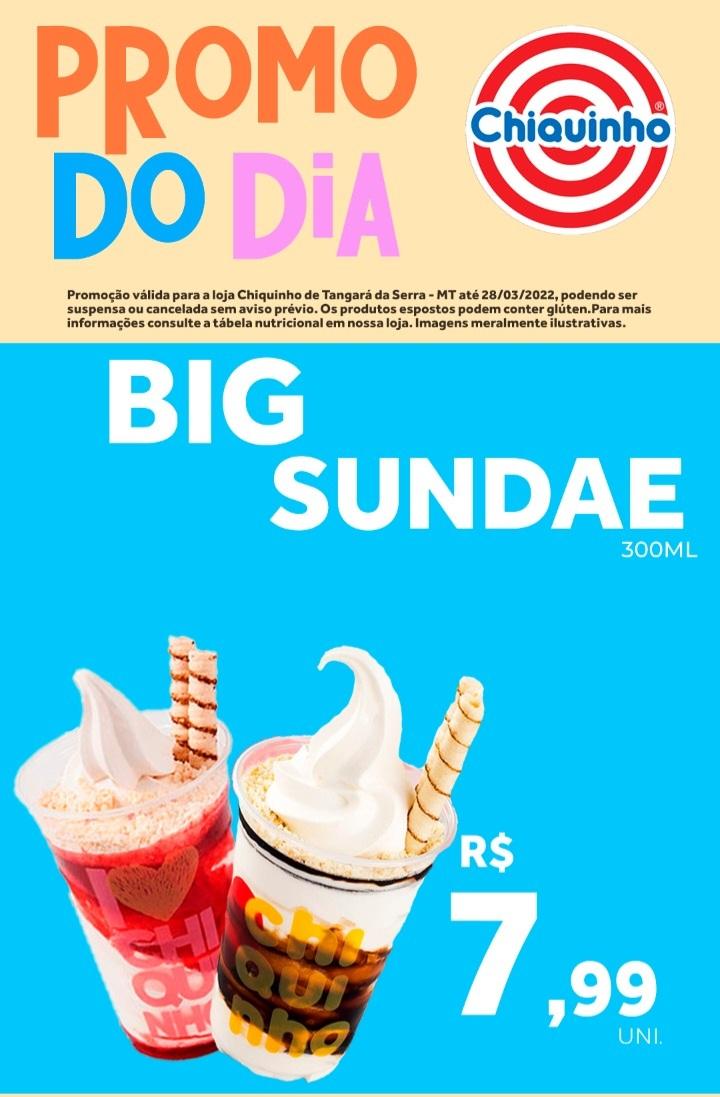 PROMO
DO DiA
Chiquinho®
Promoção válida para a loja Chiquinho de Tangará da Serra - MT até 28/03/2022, podendo ser
suspensa ou cancelada sem aviso prévio. Os produtos espostos podem conter glúten.Para mais
informações consulte a tábela nutricional em nossa loja. Imagens meralmente ilustrativas.
BIG
SUNDAE
300ML
I
CHI
QUI
NHO
chi
qui
nho
R$
7,99
UNI.